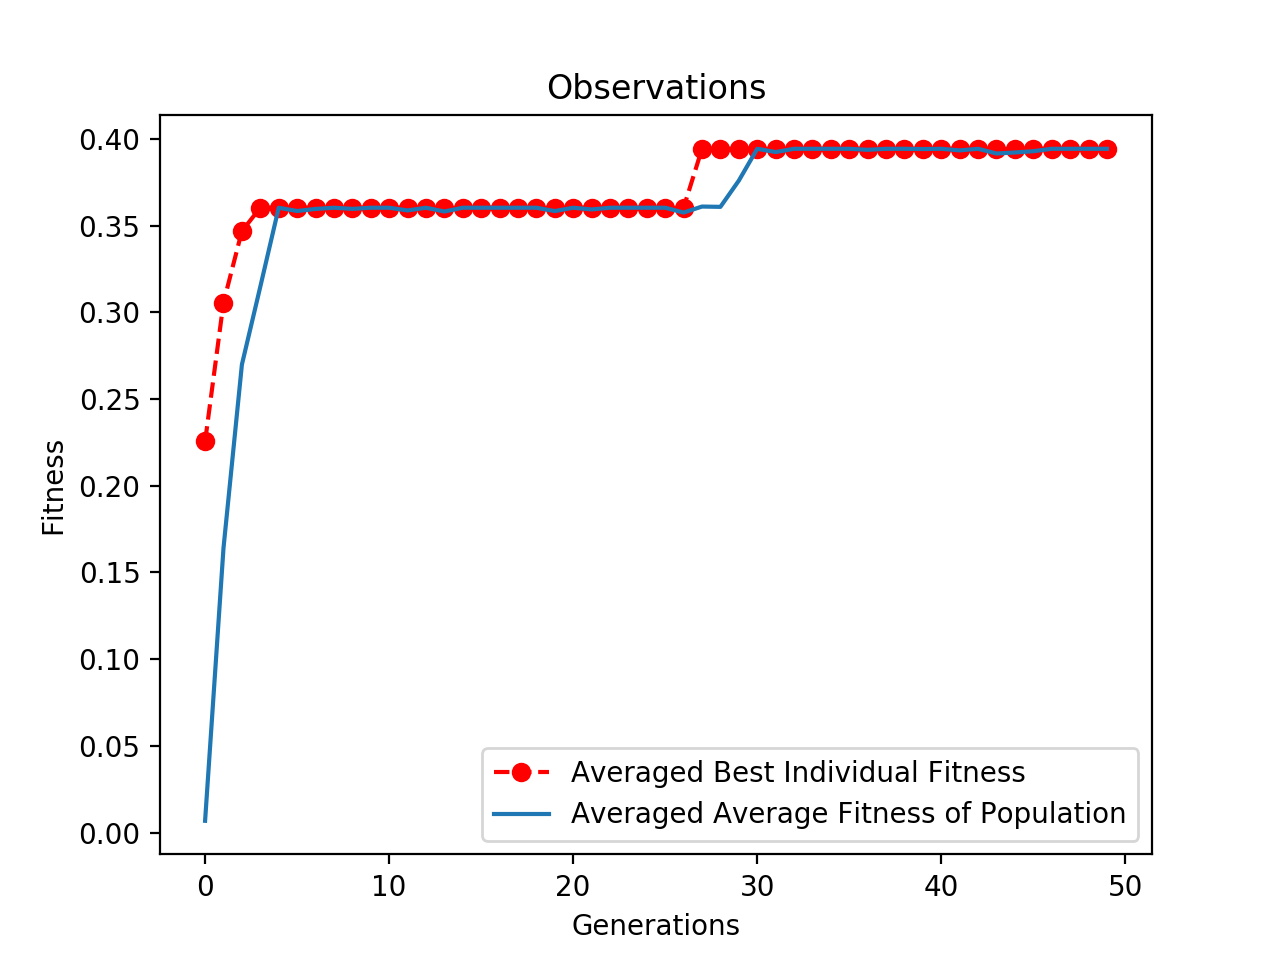 Observations
0.40
0.35
0.30
0.25
0.20
0.15
0.10
0.05
0.00
Fitness
Averaged Best Individual Fitness
Averaged Average Fitness of Population
0 10 20 30 40 50
Generations